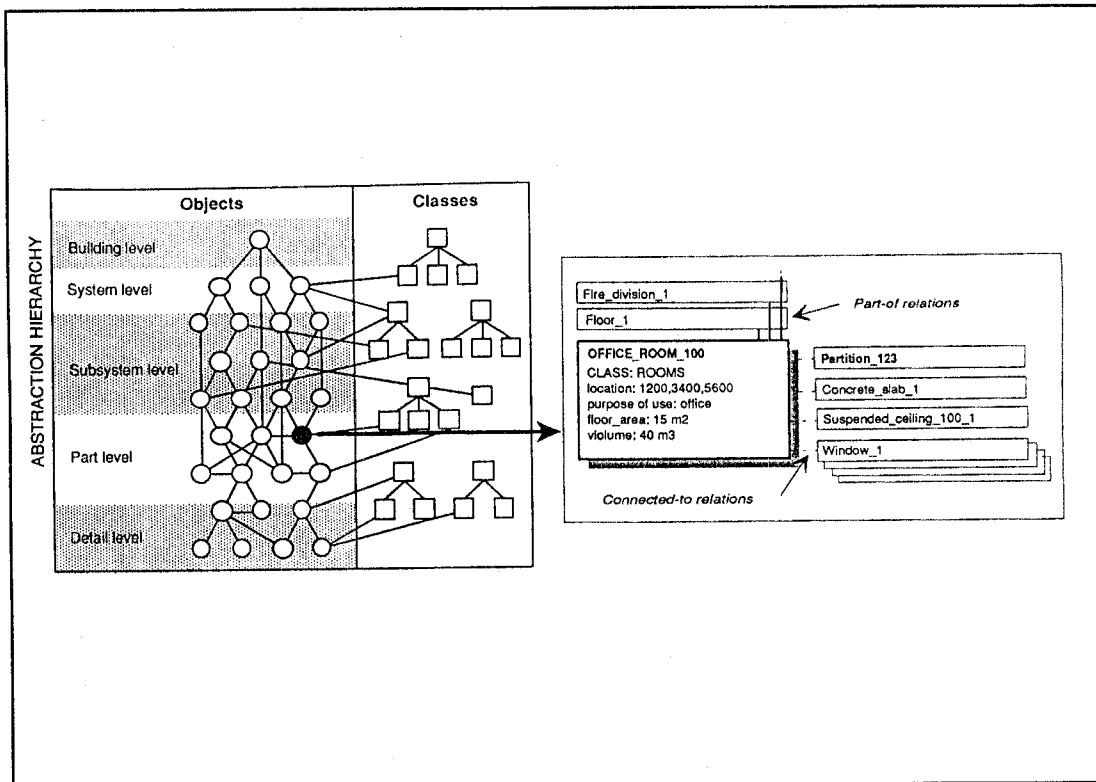 ABSTRACTION HIERARCHY
Objects
Classes
Building level
System level
Subsystem level
Part level
Detail level
Fire_division_1
Floor_1
Part-of relations
OFFICE_ROOM_100
CLASS: ROOMS
location: 1200,3400,5600
purpose of use: office
floor_area: 15 m2
violume: 40 m3
Partition_123
Concrete_slab_1
Suspended_ceiling_100_1
Window_1
Connected-to relations